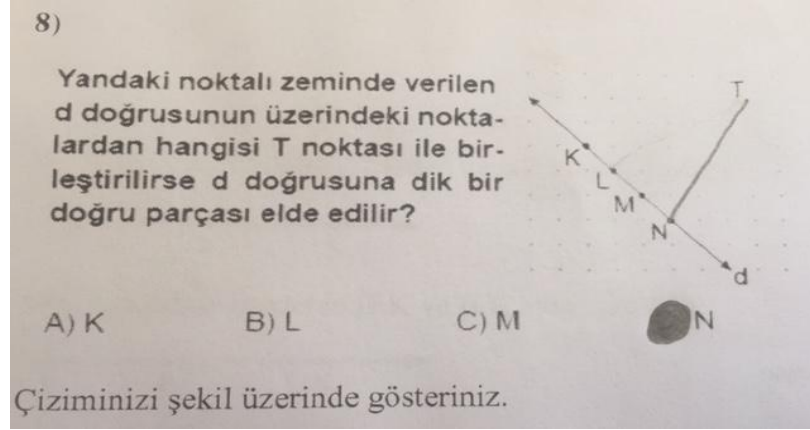 8)
Yandaki noktalı zeminde verilen
d doğrusunun üzerindeki nokta-
lardan hangisi T noktası ile bir-
leştirilirse d doğrusuna dik bir
doğru parçası elde edilir?
T
K
L
M
N
d
A) K B) L C) M N
Çiziminizi şekil üzerinde gösteriniz.